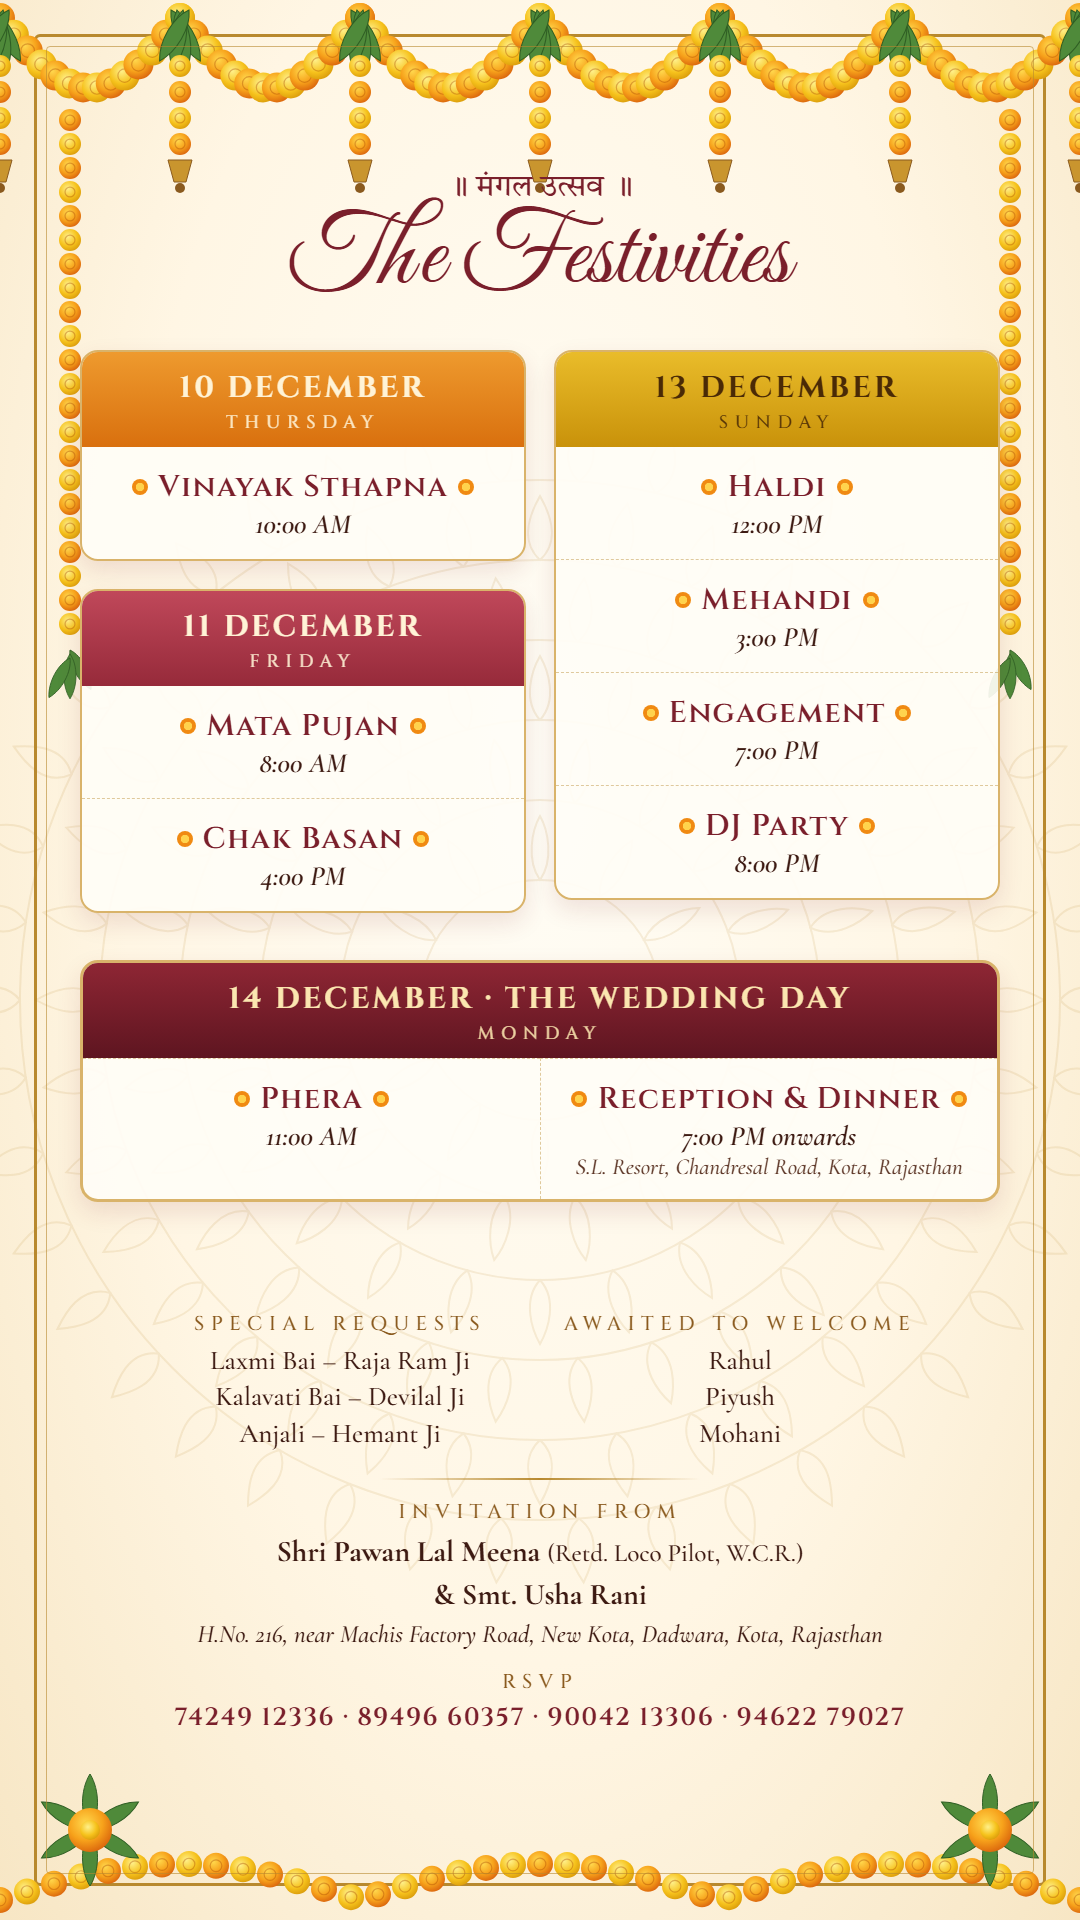 ॥ मंगल उत्सव ॥
The Festivities
10 DECEMBER
THURSDAY
VINAYAK STHAPNA
10:00 AM
11 DECEMBER
FRIDAY
MATA PUJAN
8:00 AM
CHAK BASAN
4:00 PM
13 DECEMBER
SUNDAY
HALDI
12:00 PM
MEHANDI
3:00 PM
ENGAGEMENT
7:00 PM
DJ PARTY
8:00 PM
14 DECEMBER · THE WEDDING DAY
MONDAY
PHERA
11:00 AM
RECEPTION & DINNER
7:00 PM onwards
S.L. Resort, Chandresal Road, Kota, Rajasthan
SPECIAL REQUESTS
Laxmi Bai – Raja Ram Ji
Kalavati Bai – Devilal Ji
Anjali – Hemant Ji
AWAITED TO WELCOME
Rahul
Piyush
Mohani
INVITATION FROM
Shri Pawan Lal Meena (Retd. Loco Pilot, W.C.R.)
& Smt. Usha Rani
H.No. 216, near Machis Factory Road, New Kota, Dadwara, Kota, Rajasthan
RSVP
74249 12336 · 89496 60357 · 90042 13306 · 94622 79027